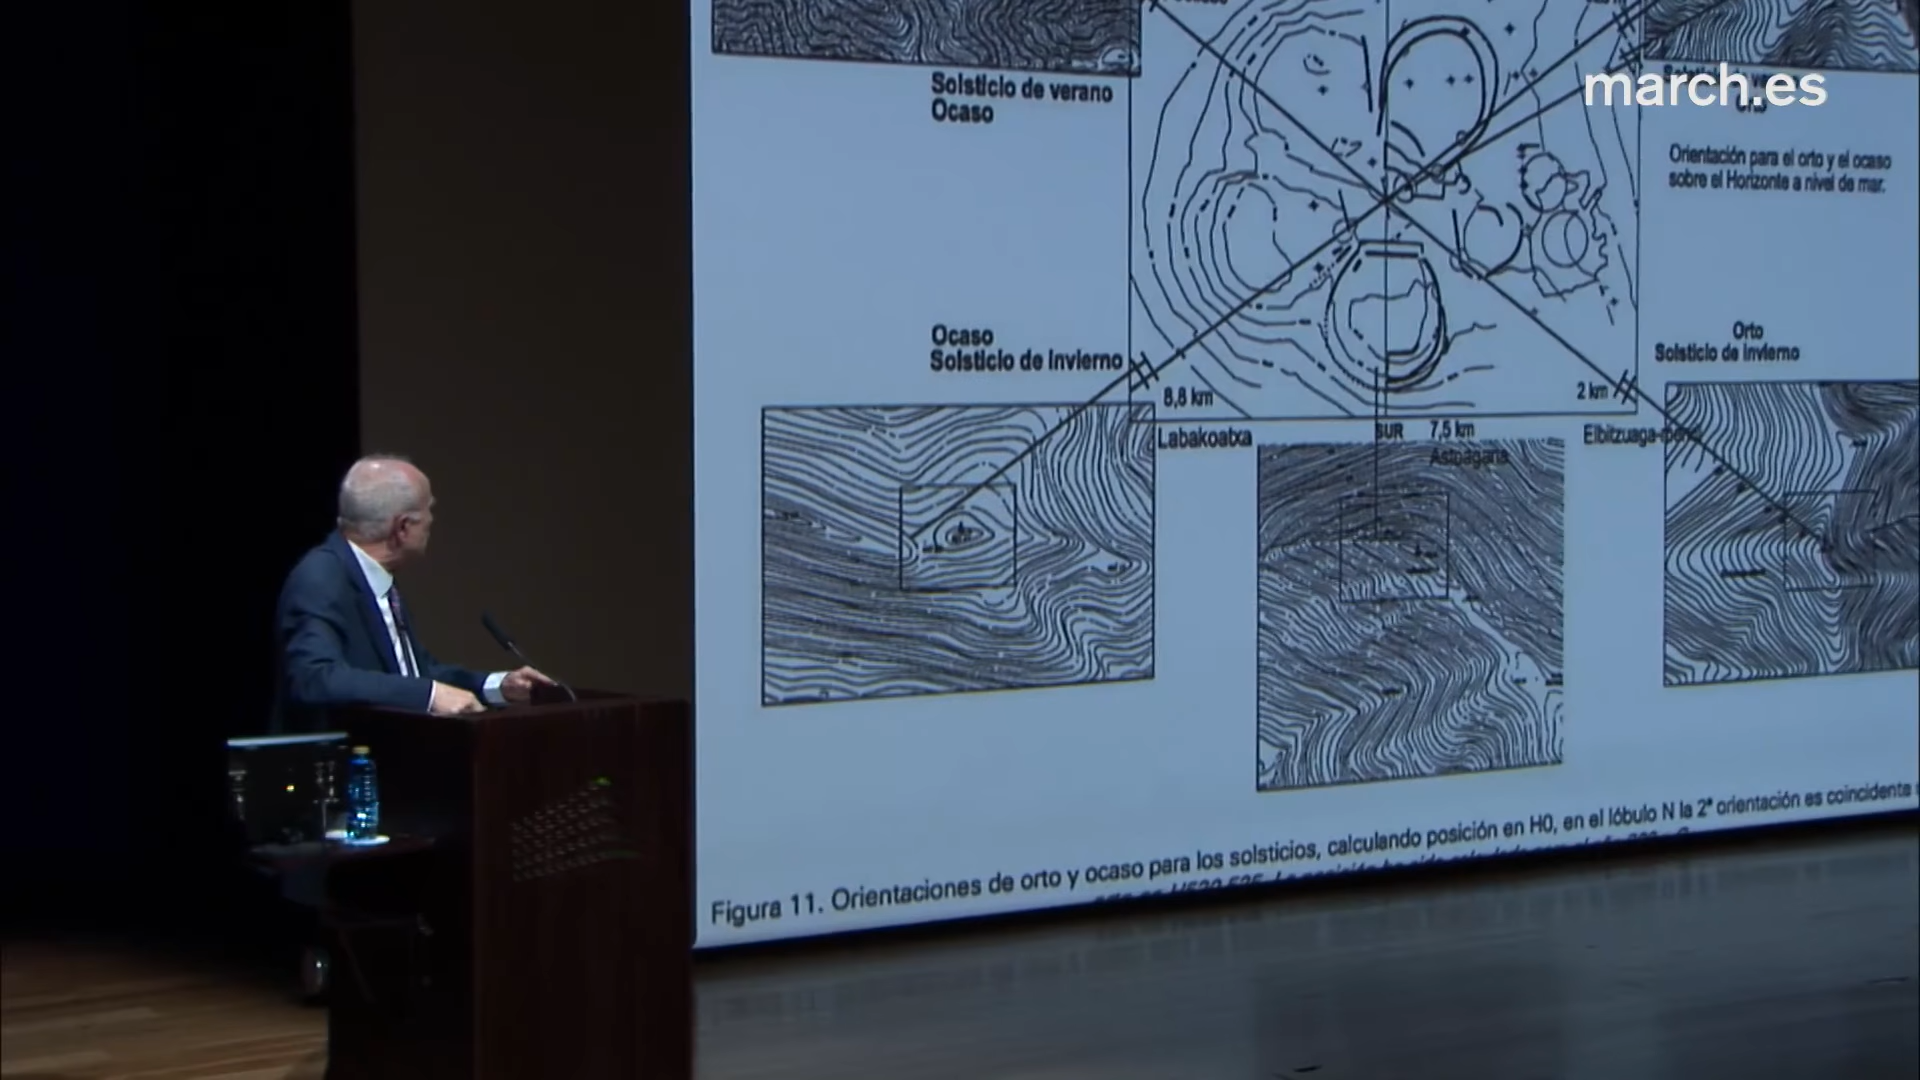 march.es
Solsticio de verano
Ocaso
Orto
Orientación para el orto y el ocaso
sobre el Horizonte a nivel de mar.
Ocaso
Solsticio de invierno
Orto
Solsticio de invierno
8,8 km
2 km
Labakoatxa
SUR 7,5 km
Astoagana
Figura 11. Orientaciones de orto y ocaso para los solsticios, calculando posición en H0, en el lóbulo N la 2ª orientación es coincidente